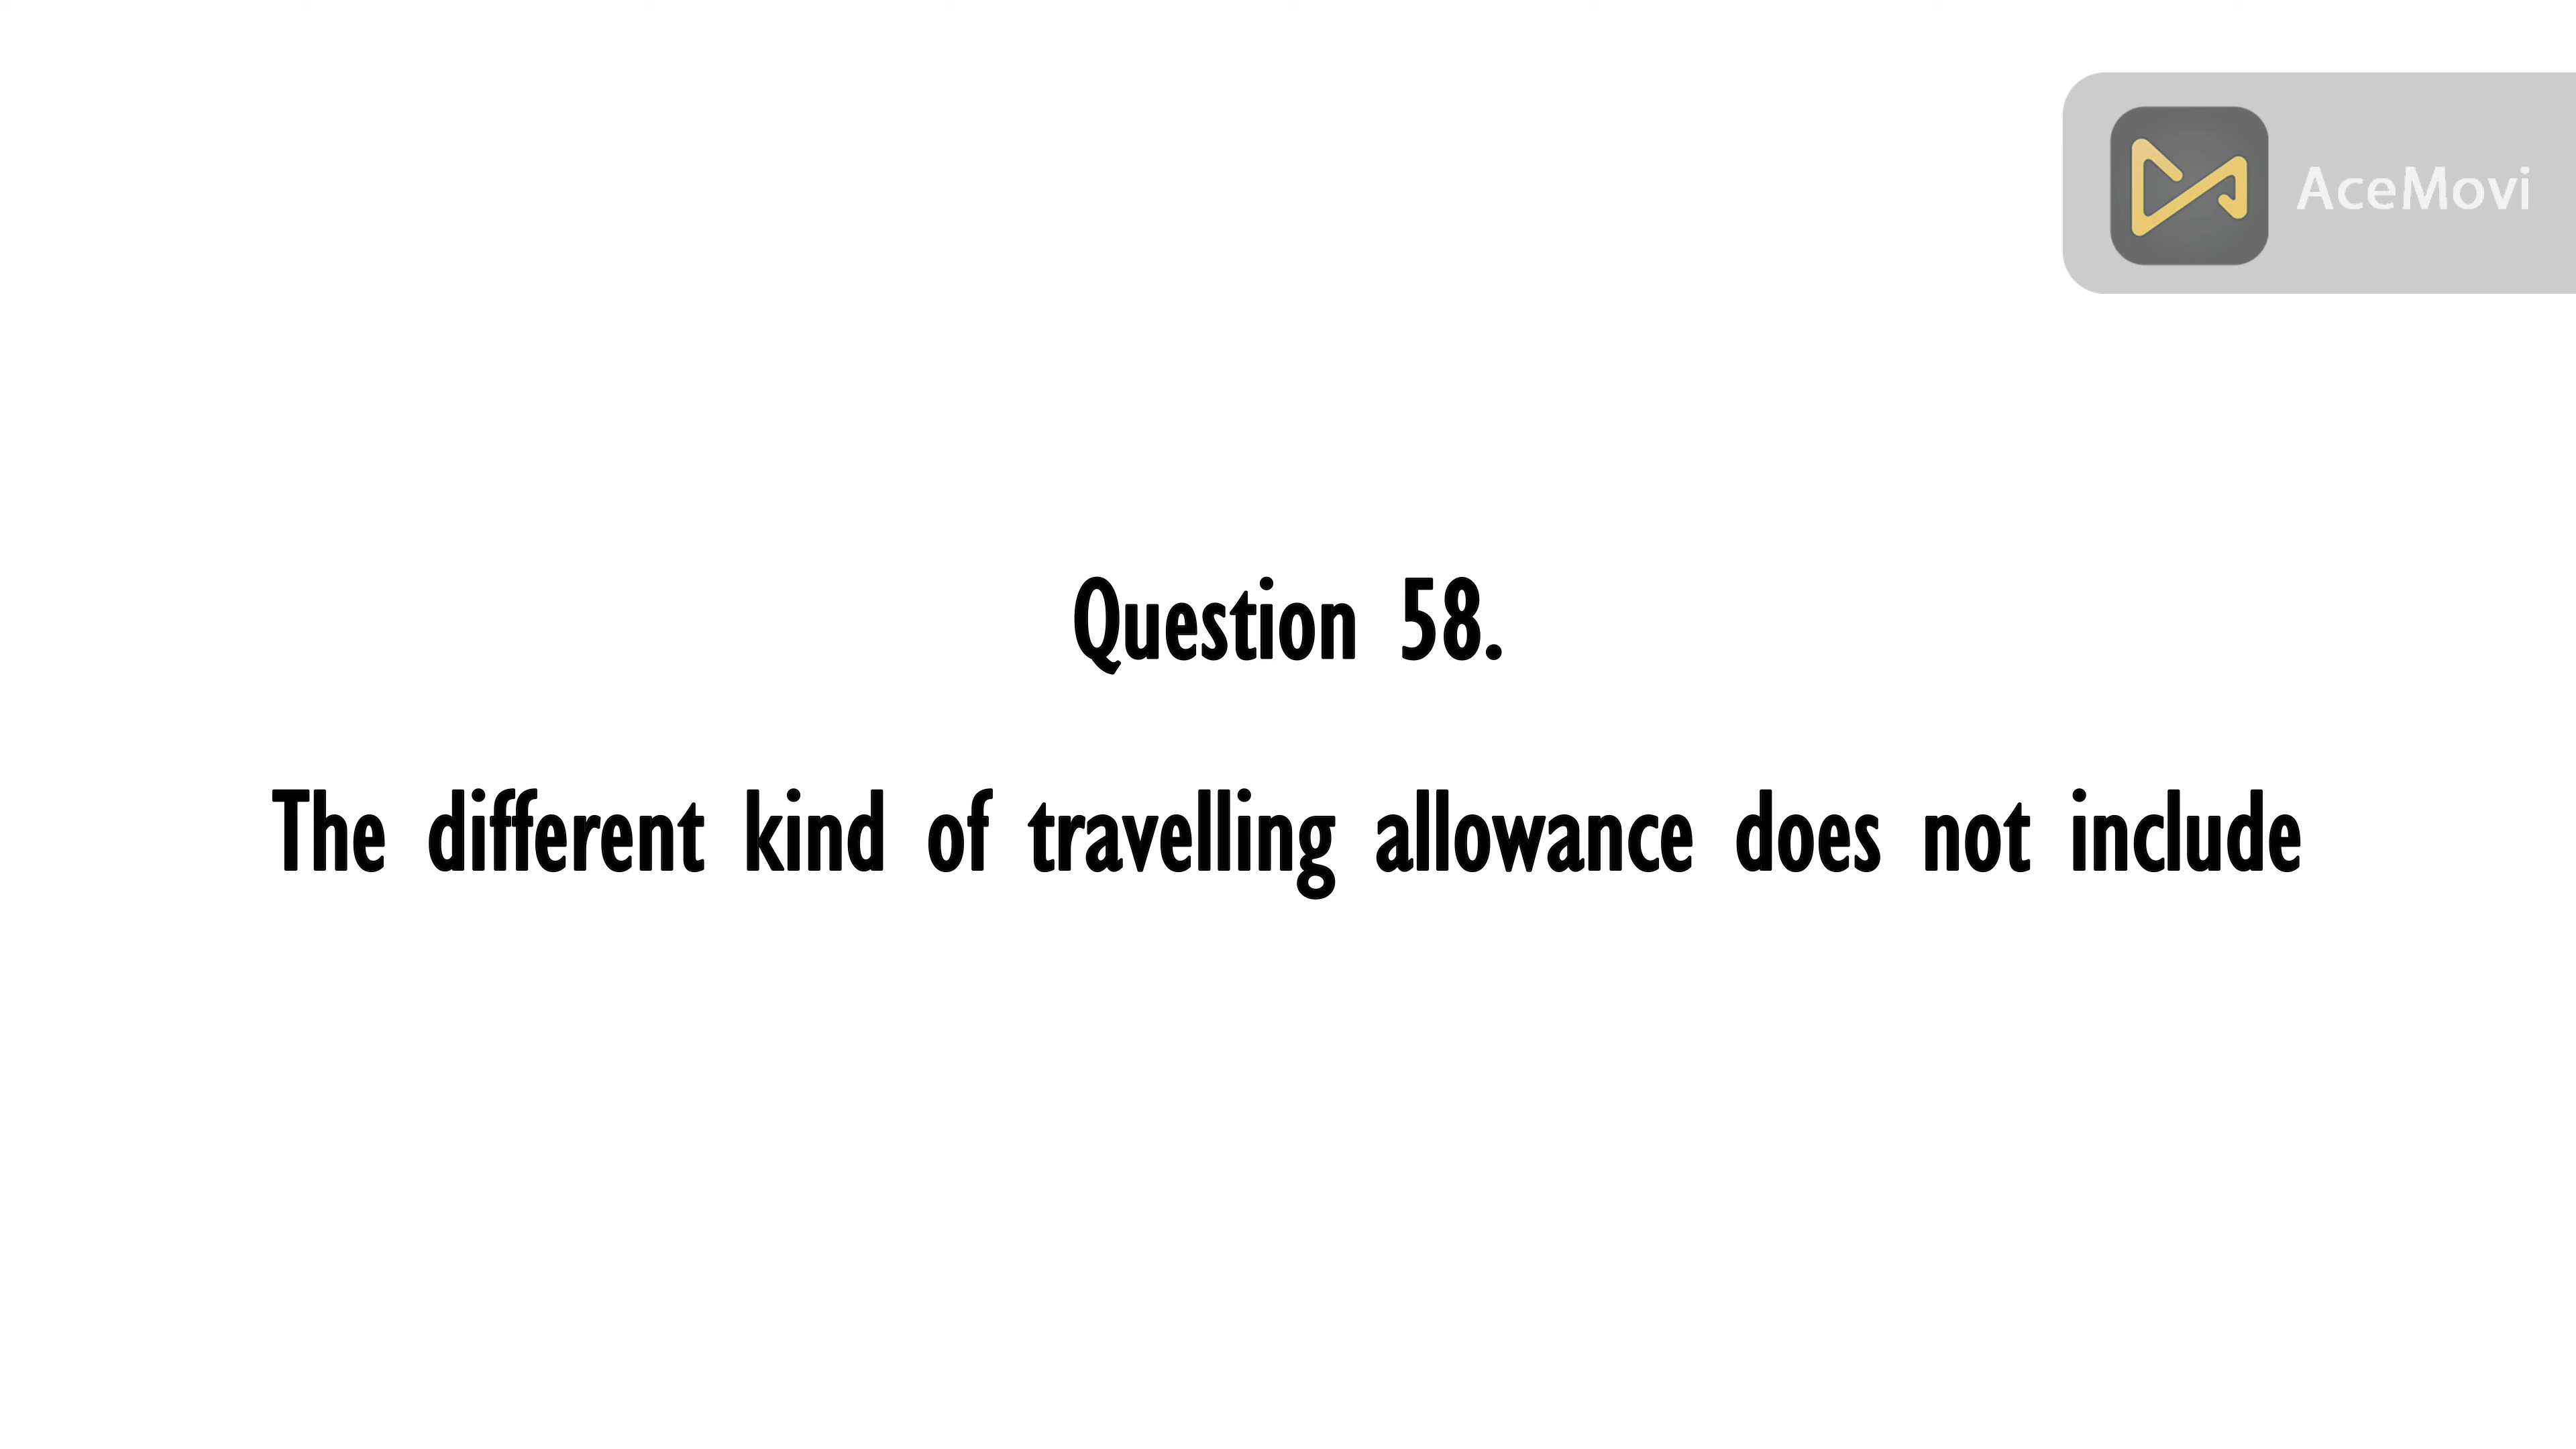 AceMovi
Question 58.
The different kind of travelling allowance does not include